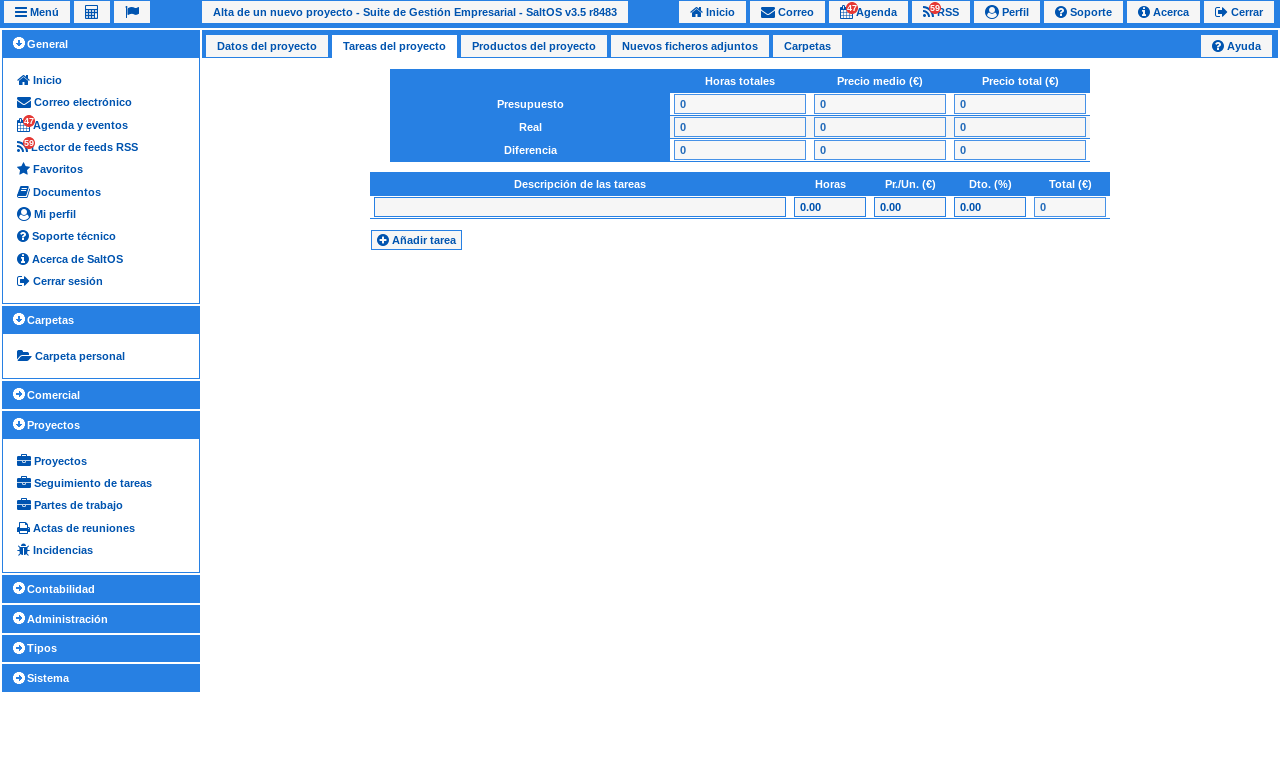 Menú
Alta de un nuevo proyecto - Suite de Gestión Empresarial - SaltOS v3.5 r8483
Inicio
Correo
47 Agenda
59 RSS
Perfil
Soporte
Acerca
Cerrar
General
Inicio
Correo electrónico
47 Agenda y eventos
59 Lector de feeds RSS
Favoritos
Documentos
Mi perfil
Soporte técnico
Acerca de SaltOS
Cerrar sesión
Carpetas
Carpeta personal
Comercial
Proyectos
Proyectos
Seguimiento de tareas
Partes de trabajo
Actas de reuniones
Incidencias
Contabilidad
Administración
Tipos
Sistema
Datos del proyecto
Tareas del proyecto
Productos del proyecto
Nuevos ficheros adjuntos
Carpetas
Ayuda
Horas totales Precio medio (€) Precio total (€)
Presupuesto 0 0 0
Real 0 0 0
Diferencia 0 0 0
Descripción de las tareas Horas Pr./Un. (€) Dto. (%) Total (€)
0.00 0.00 0.00 0
Añadir tarea